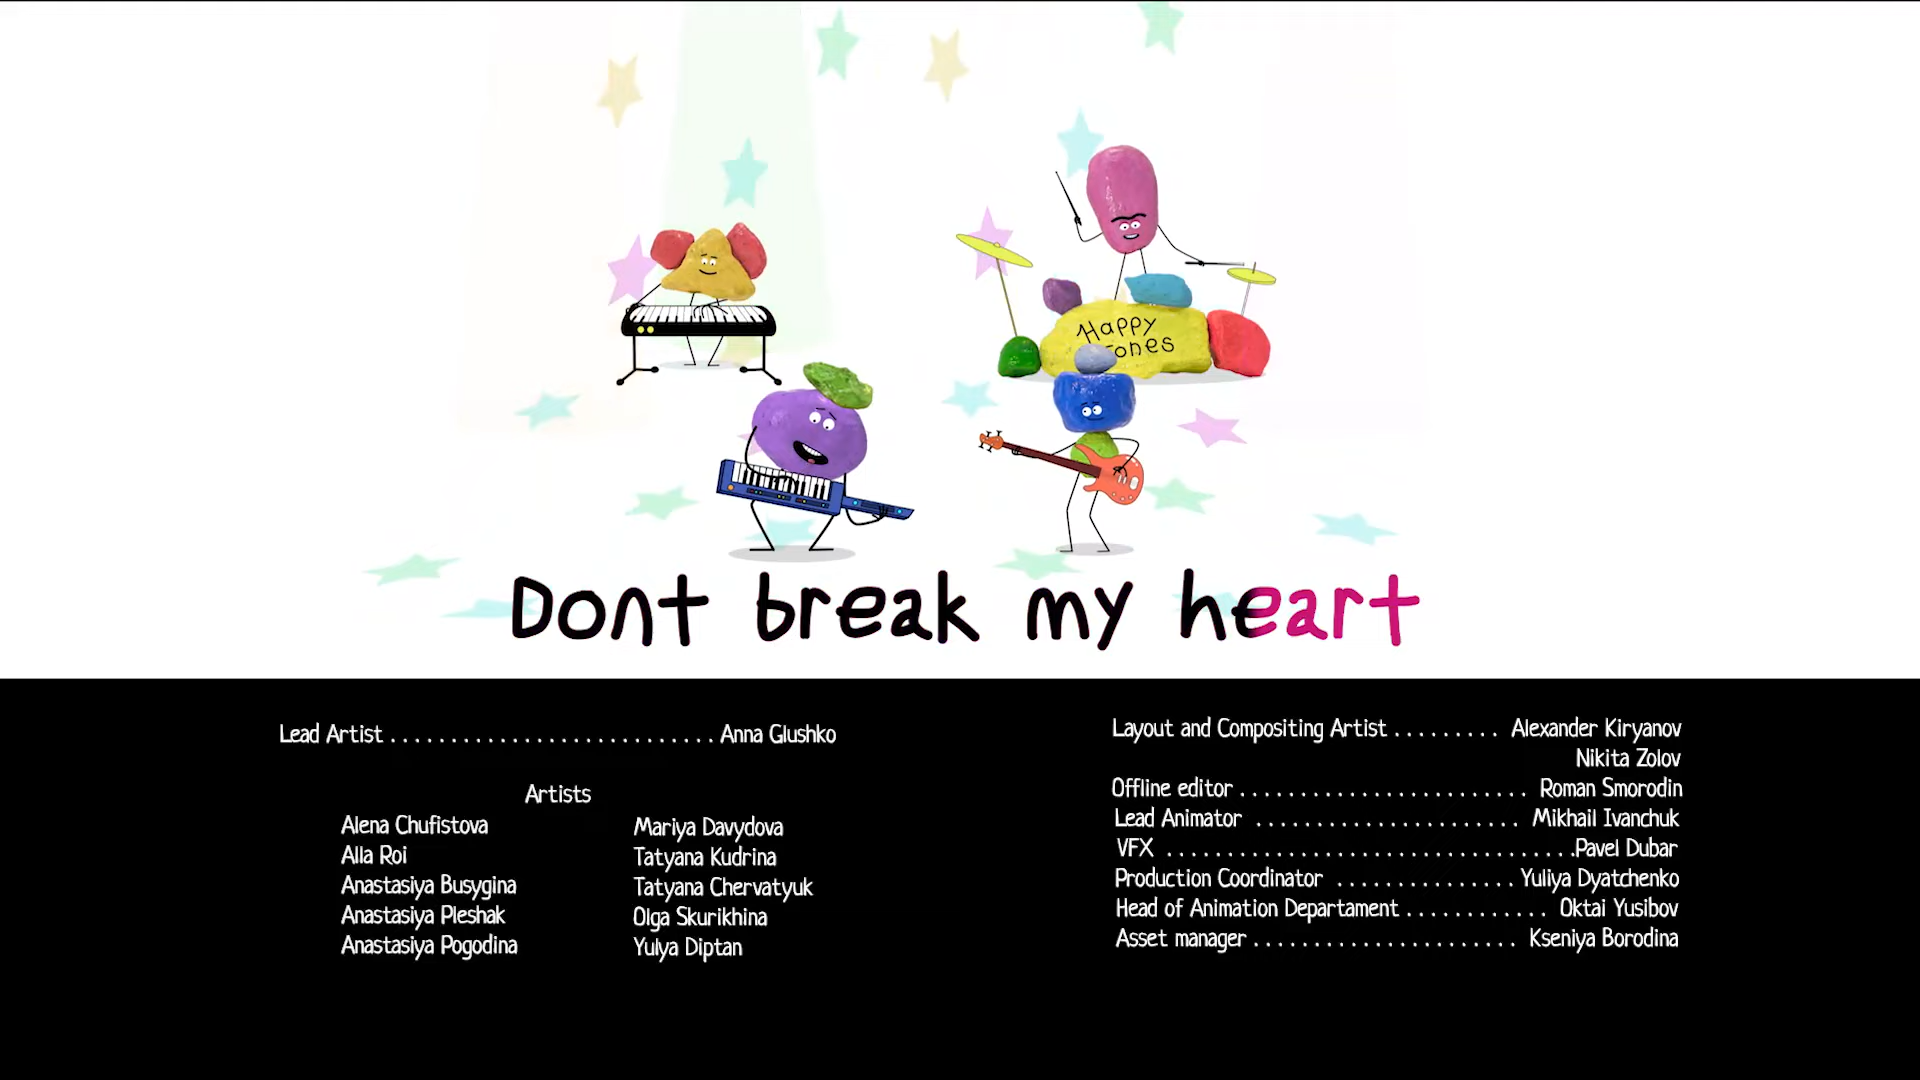 Happy
ones
Dont break my heart
Lead Artist . . . . . . . . . . . . . . . . . . . . . . . . . . . Anna Glushko
Artists
Alena Chufistova
Alla Roi
Anastasiya Busygina
Anastasiya Pleshak
Anastasiya Pogodina
Mariya Davydova
Tatyana Kudrina
Tatyana Chervatyuk
Olga Skurikhina
Yulya Diptan
Layout and Compositing Artist . . . . . . . . . Alexander Kiryanov
Nikita Zolov
Offline editor . . . . . . . . . . . . . . . . . . . . . . . . Roman Smorodin
Lead Animator . . . . . . . . . . . . . . . . . . . . . . Mikhail Ivanchuk
VFX . . . . . . . . . . . . . . . . . . . . . . . . . . . . . . . . . .Pavel Dubar
Production Coordinator . . . . . . . . . . . . . . . Yuliya Dyatchenko
Head of Animation Departament . . . . . . . . . . . . Oktai Yusibov
Asset manager . . . . . . . . . . . . . . . . . . . . . . Kseniya Borodina